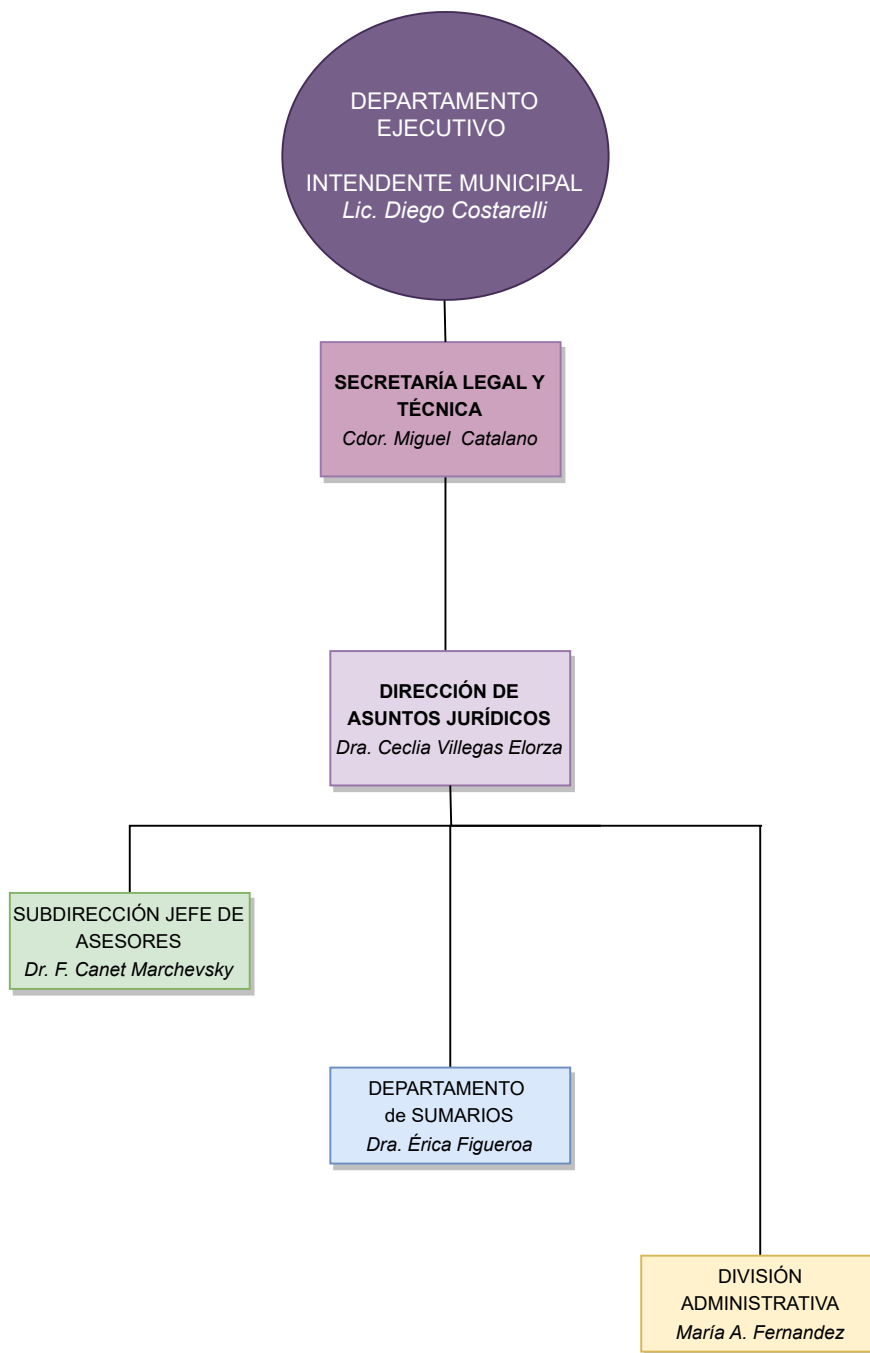 DEPARTAMENTO
EJECUTIVO
INTENDENTE MUNICIPAL
Lic. Diego Costarelli
SECRETARÍA LEGAL Y
TÉCNICA
Cdor. Miguel  Catalano
DIRECCIÓN DE
ASUNTOS JURÍDICOS
Dra. Ceclia Villegas Elorza
SUBDIRECCIÓN JEFE DE
ASESORES
Dr. F. Canet Marchevsky
DEPARTAMENTO
de SUMARIOS
Dra. Érica Figueroa
DIVISIÓN
ADMINISTRATIVA
María A. Fernandez